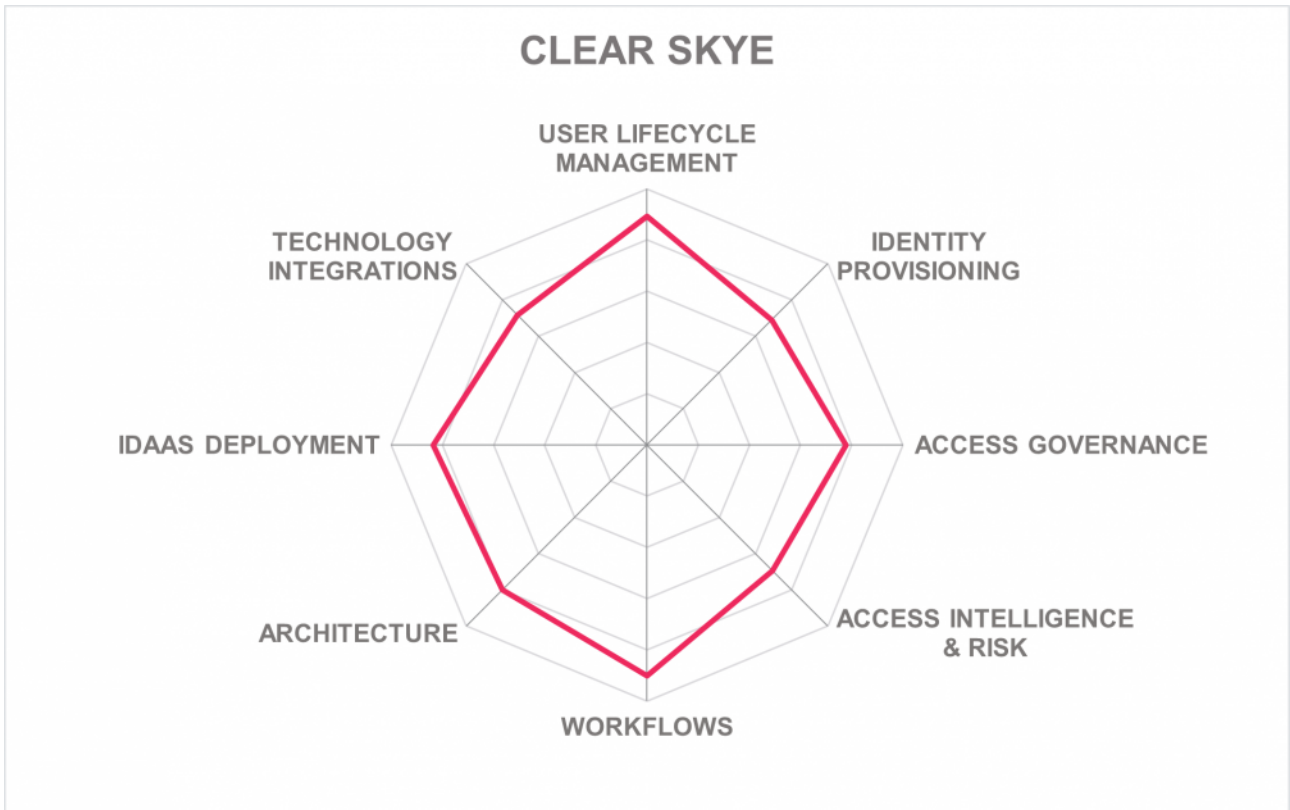 CLEAR SKYE
USER LIFECYCLE
MANAGEMENT
TECHNOLOGY
INTEGRATIONS
IDENTITY
PROVISIONING
IDAAS DEPLOYMENT
ACCESS GOVERNANCE
ARCHITECTURE
ACCESS INTELLIGENCE
& RISK
WORKFLOWS